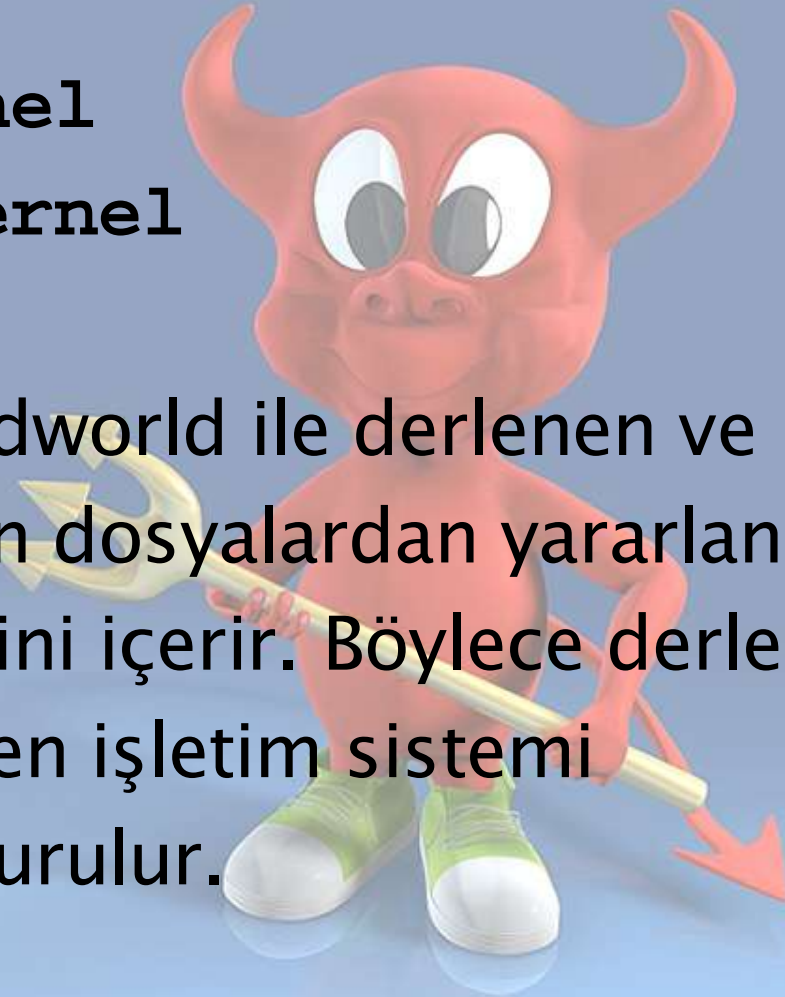 nel
ernel
dworld ile derlenen ve
n dosyalardan yararlan
ini içerir. Böylece derle
en işletim sistemi
urulur.